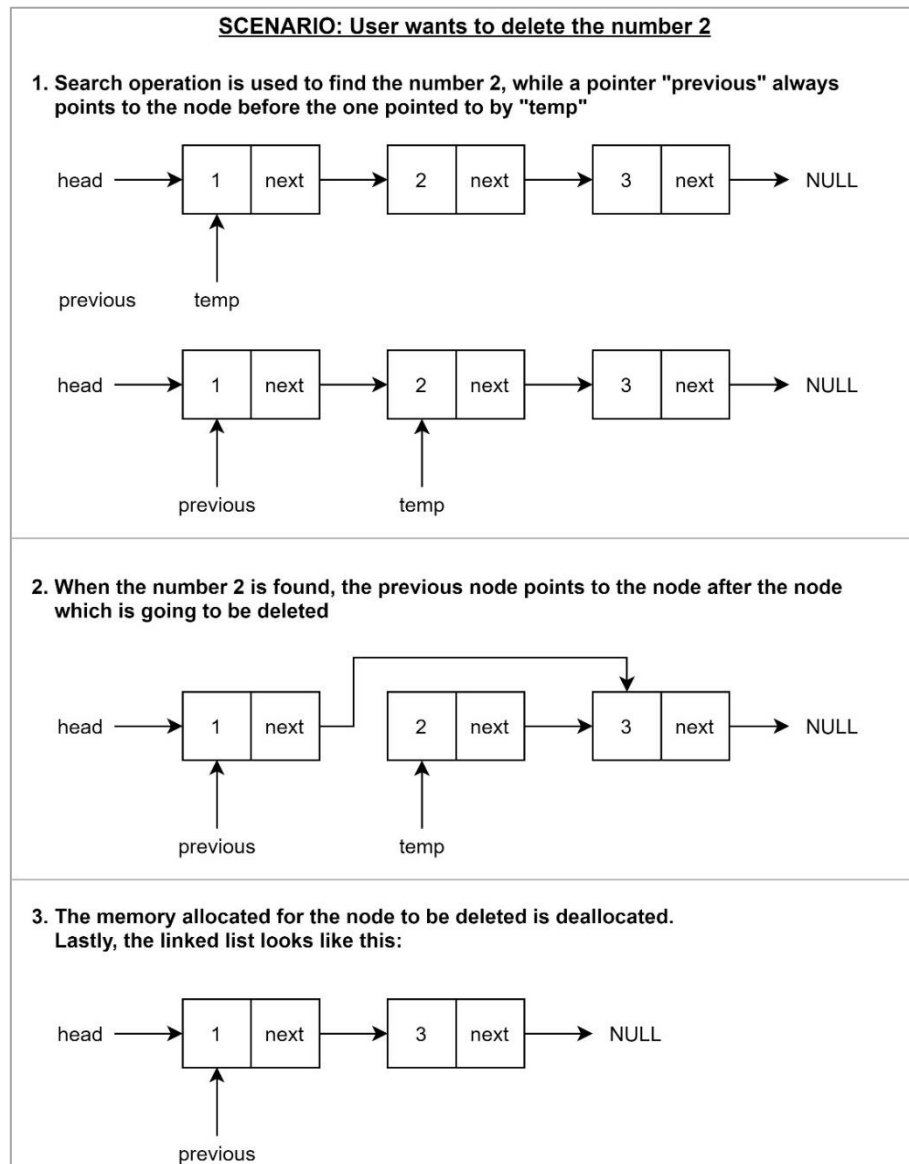 SCENARIO: User wants to delete the number 2
1. Search operation is used to find the number 2, while a pointer "previous" always
points to the node before the one pointed to by "temp"
head 1 next 2 next 3 next NULL
previous temp
head 1 next 2 next 3 next NULL
previous temp
2. When the number 2 is found, the previous node points to the node after the node
which is going to be deleted
head 1 next 2 next 3 next NULL
previous temp
3. The memory allocated for the node to be deleted is deallocated.
Lastly, the linked list looks like this:
head 1 next 3 next NULL
previous